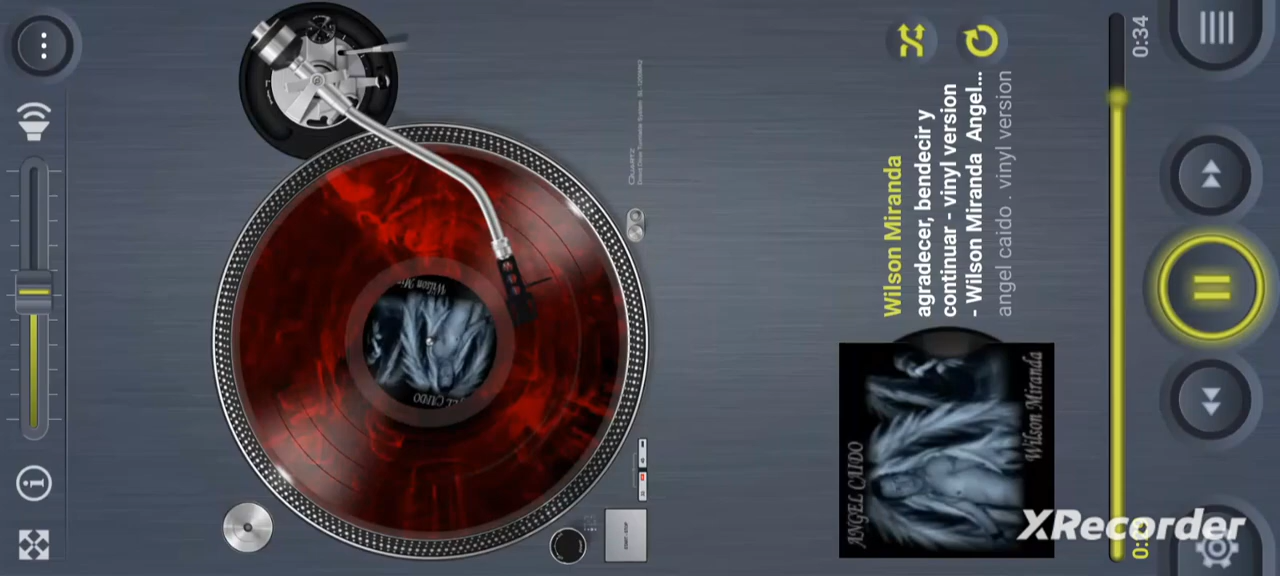 Wilson Miranda
agradecer, bendecir y
continuar - vinyl version
- Wilson Miranda Angel...
angel caido . vinyl version
0:34
ANGEL CAIDO
Wilson Miranda
XRecorder